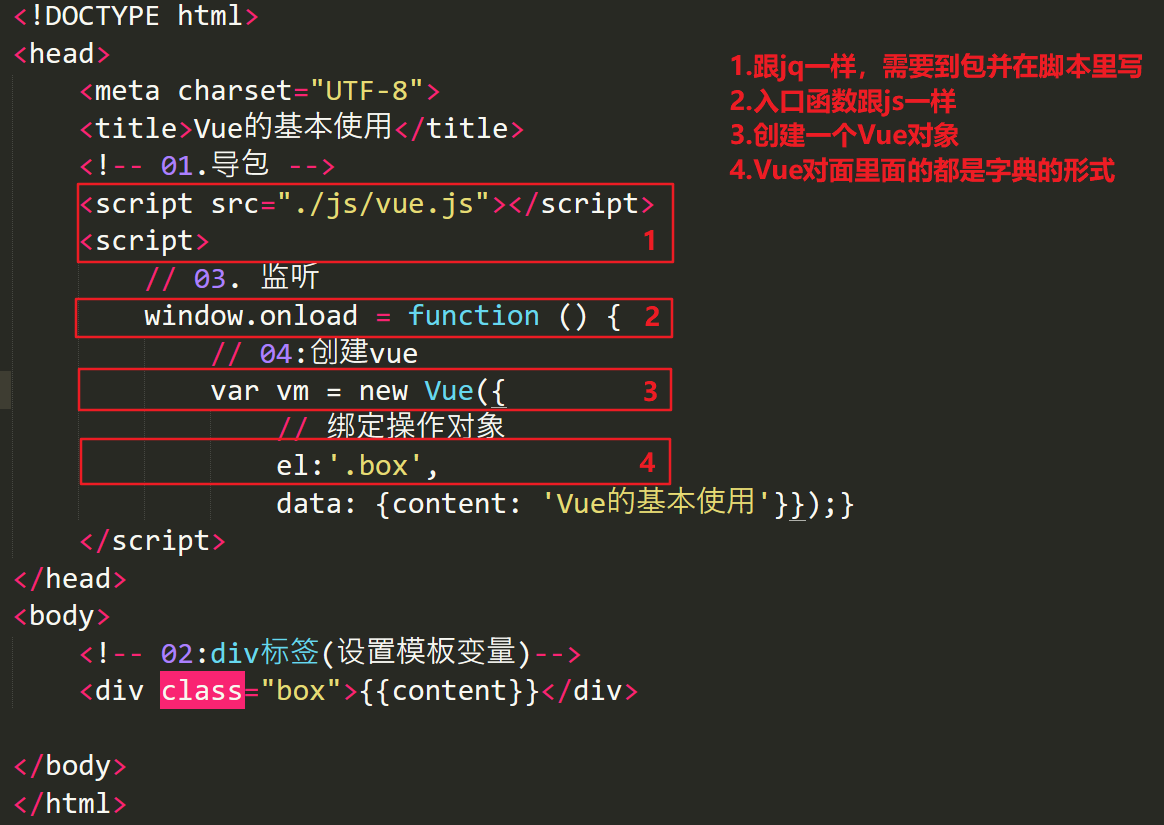 <!DOCTYPE html>
<head>
<meta charset="UTF-8">
<title>Vue的基本使用</title>
<!-- 01.导包 -->
<script src="./js/vue.js"></script>
<script> 1
// 03. 监听
window.onload = function () { 2
// 04:创建vue
var vm = new Vue({ 3
// 绑定操作对象
el:'.box', 4
data: {content: 'Vue的基本使用'}});}
</script>
</head>
<body>
<!-- 02:div标签(设置模板变量)-->
<div class="box">{{content}}</div>
</body>
</html>
1.跟jq一样，需要到包并在脚本里写
2.入口函数跟js一样
3.创建一个Vue对象
4.Vue对面里面的都是字典的形式